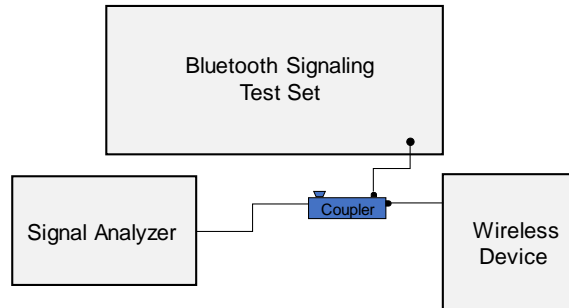 Bluetooth Signaling
Test Set
Signal Analyzer
Coupler
Wireless
Device